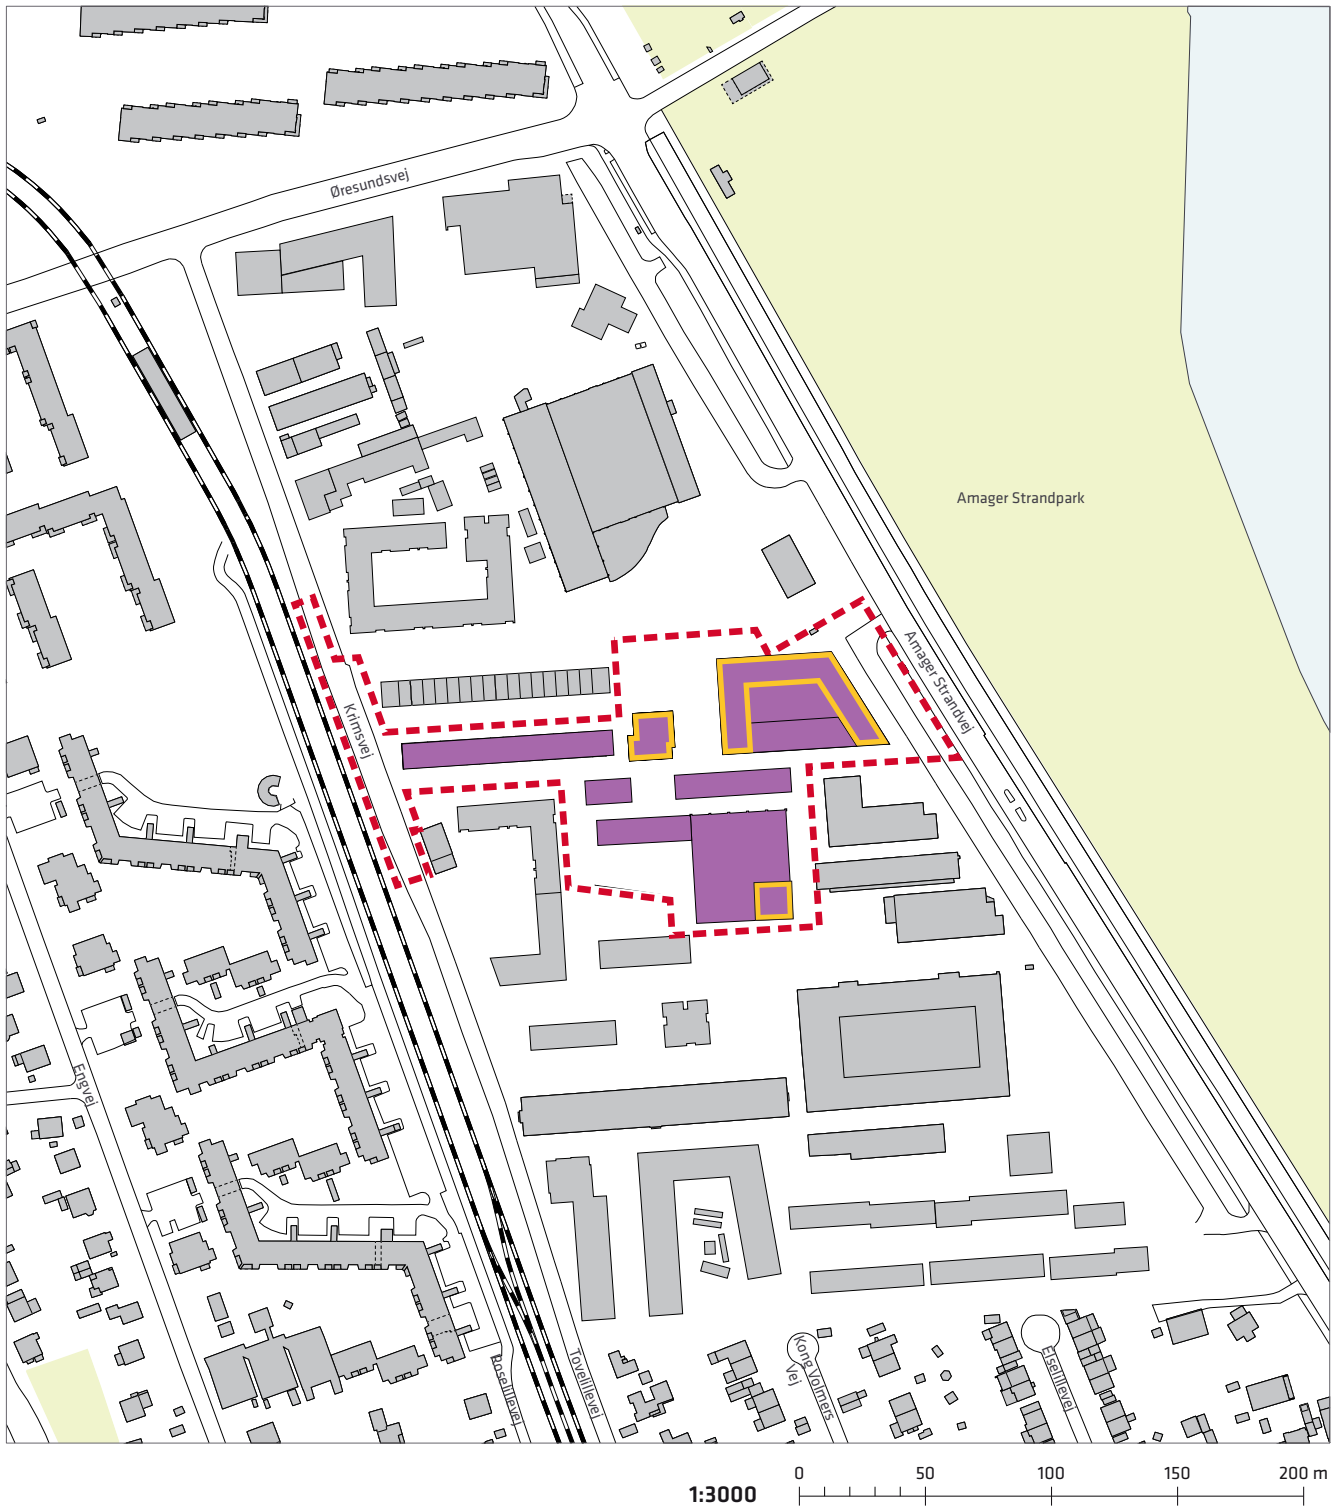 Øresundsvej
Amager Strandpark
Amager Strandvej
Krimsvej
Engvej
Roselillevej
Tovelillevej
Kong Volmers
Vej
Elselillevej
0 50 100 150 200 m
1:3000